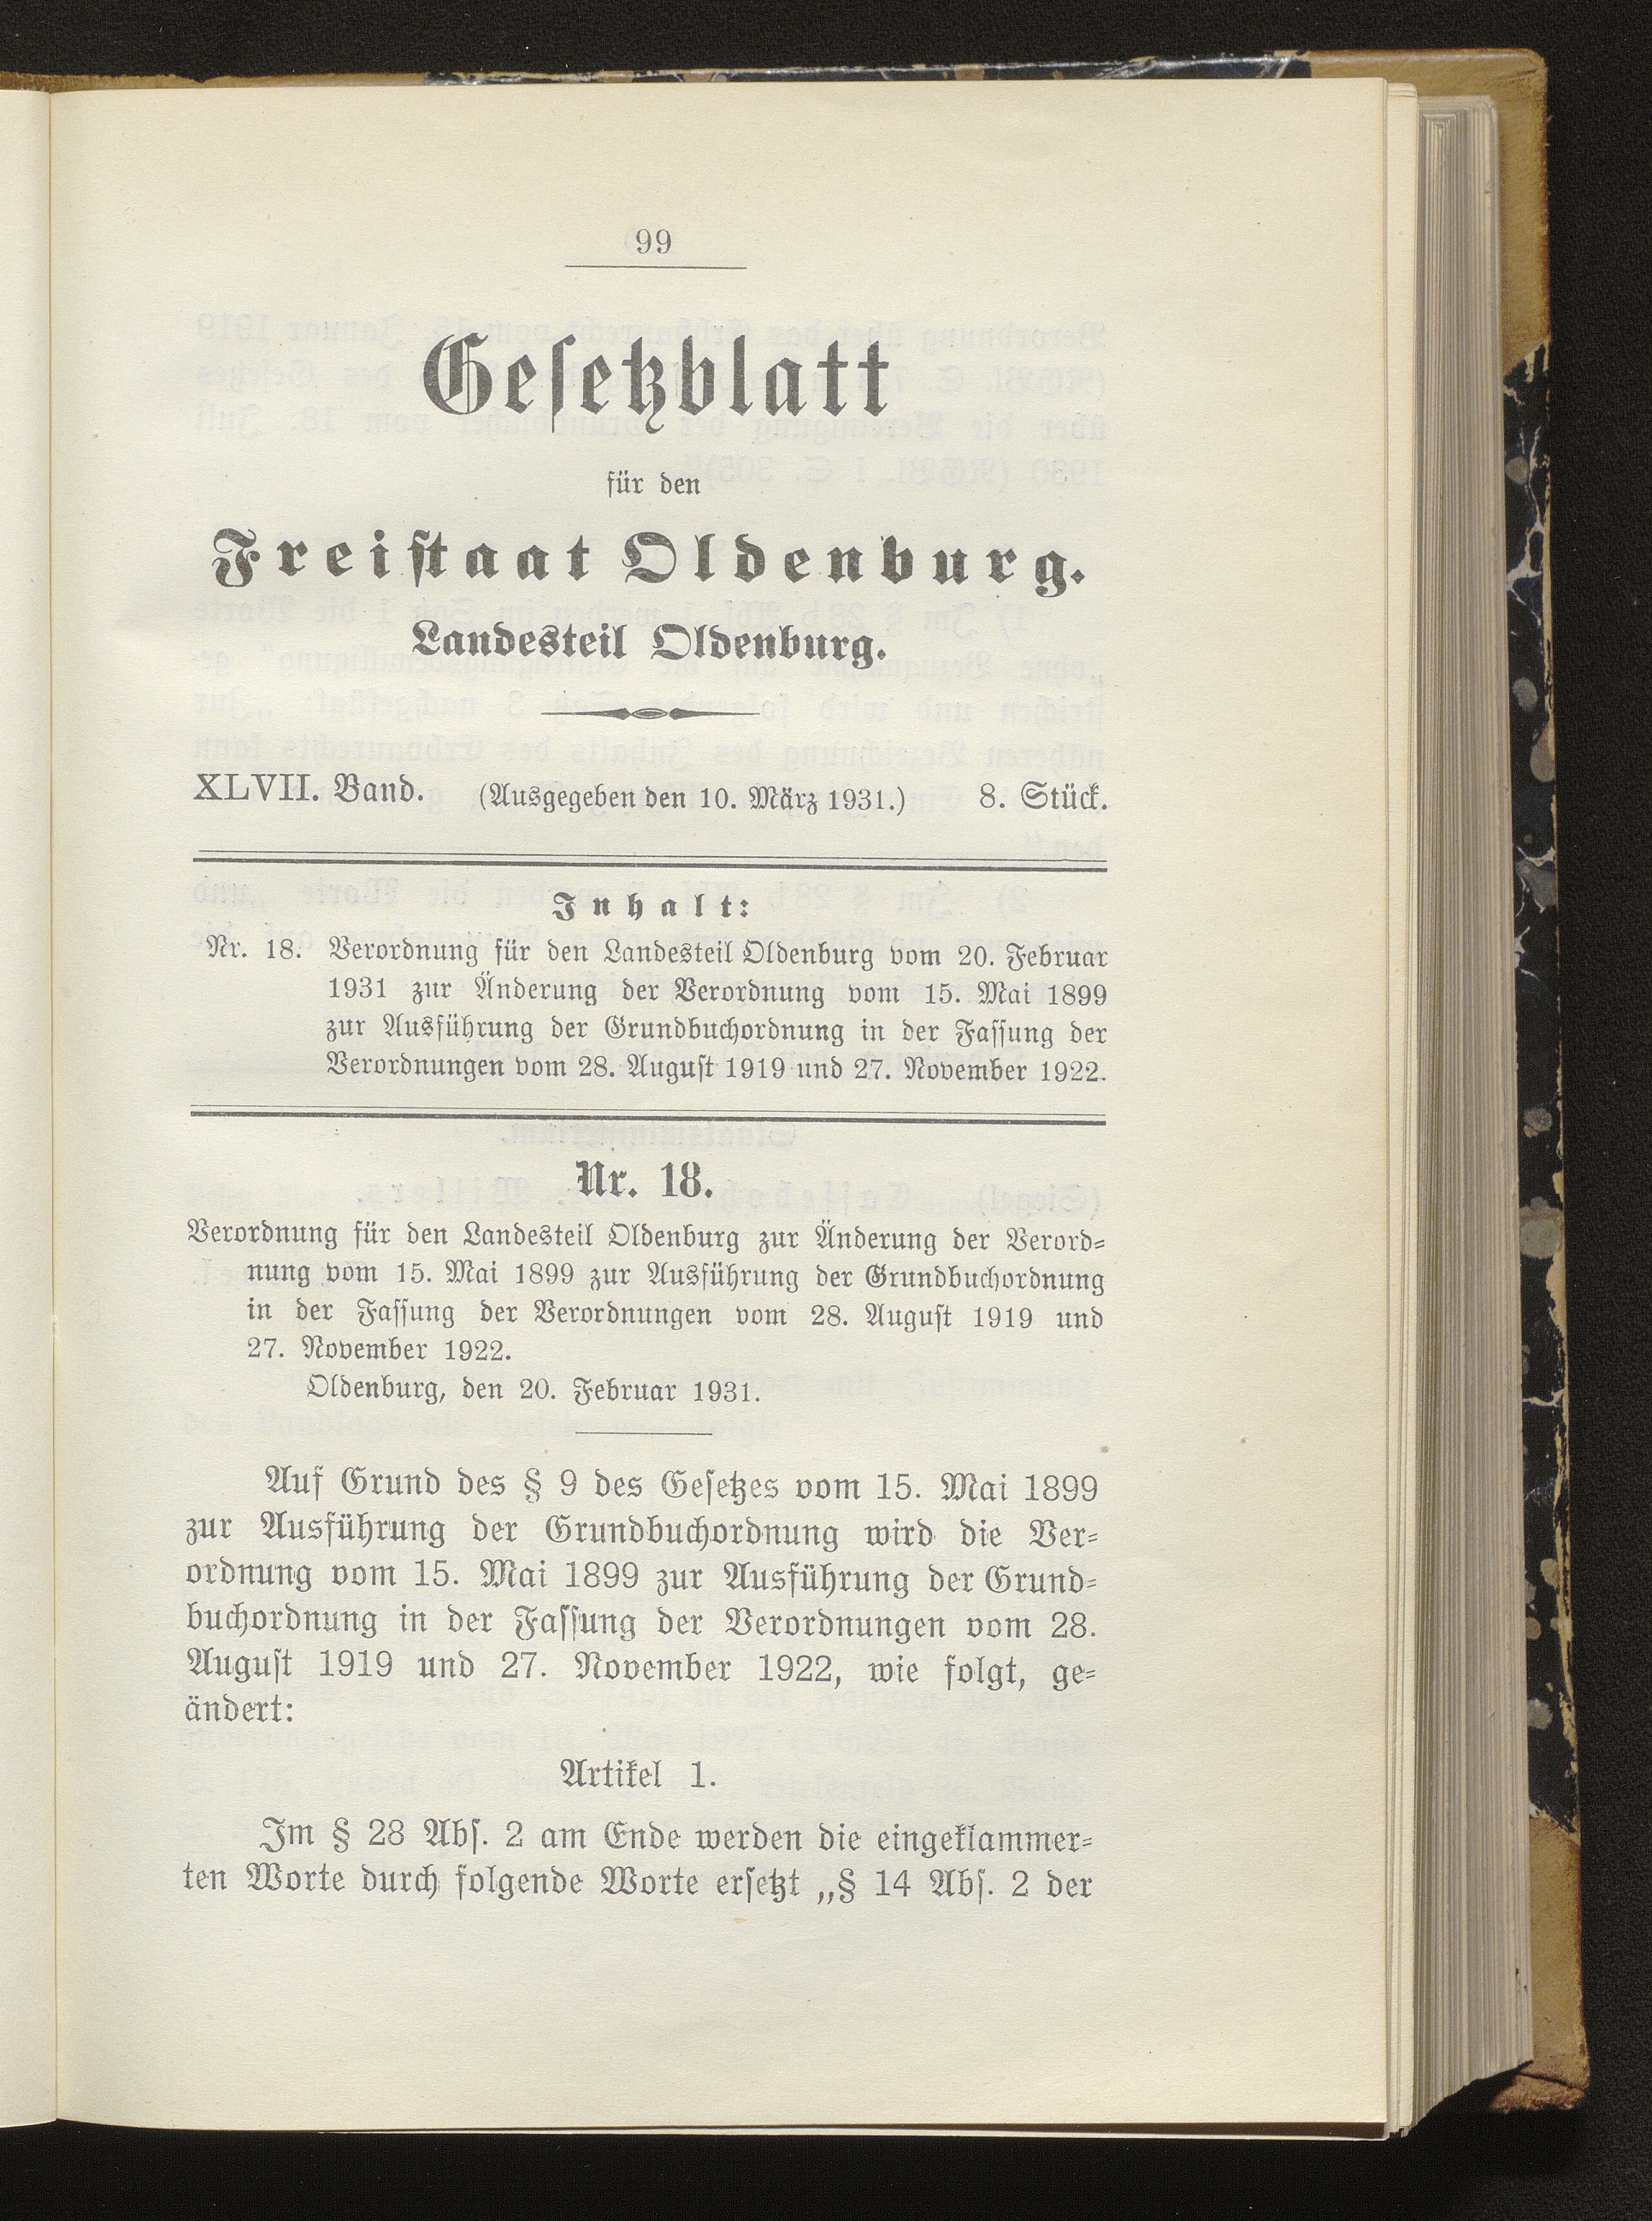 99
Gesetzblatt
für den
Freistaat Oldenburg.
Landesteil Oldenburg.
XLVII. Band. (Ausgegeben den 10. März 1931.) 8. Stück.
Inhalt:
Nr. 18. Verordnung für den Landesteil Oldenburg vom 20. Februar
1931 zur Änderung der Verordnung vom 15. Mai 1899
zur Ausführung der Grundbuchordnung in der Fassung der
Verordnungen vom 28. August 1919 und 27. November 1922.
Nr. 18.
Verordnung für den Landesteil Oldenburg zur Änderung der Verord-
nung vom 15. Mai 1899 zur Ausführung der Grundbuchordnung
in der Fassung der Verordnungen vom 28. August 1919 und
27. November 1922.
Oldenburg, den 20. Februar 1931.
Auf Grund des § 9 des Gesetzes vom 15. Mai 1899
zur Ausführung der Grundbuchordnung wird die Ver-
ordnung vom 15. Mai 1899 zur Ausführung der Grund-
buchordnung in der Fassung der Verordnungen vom 28.
August 1919 und 27. November 1922, wie folgt, ge-
ändert:
Artikel 1.
Im § 28 Abs. 2 am Ende werden die eingeklammer-
ten Worte durch folgende Worte ersetzt „§ 14 Abs. 2 der